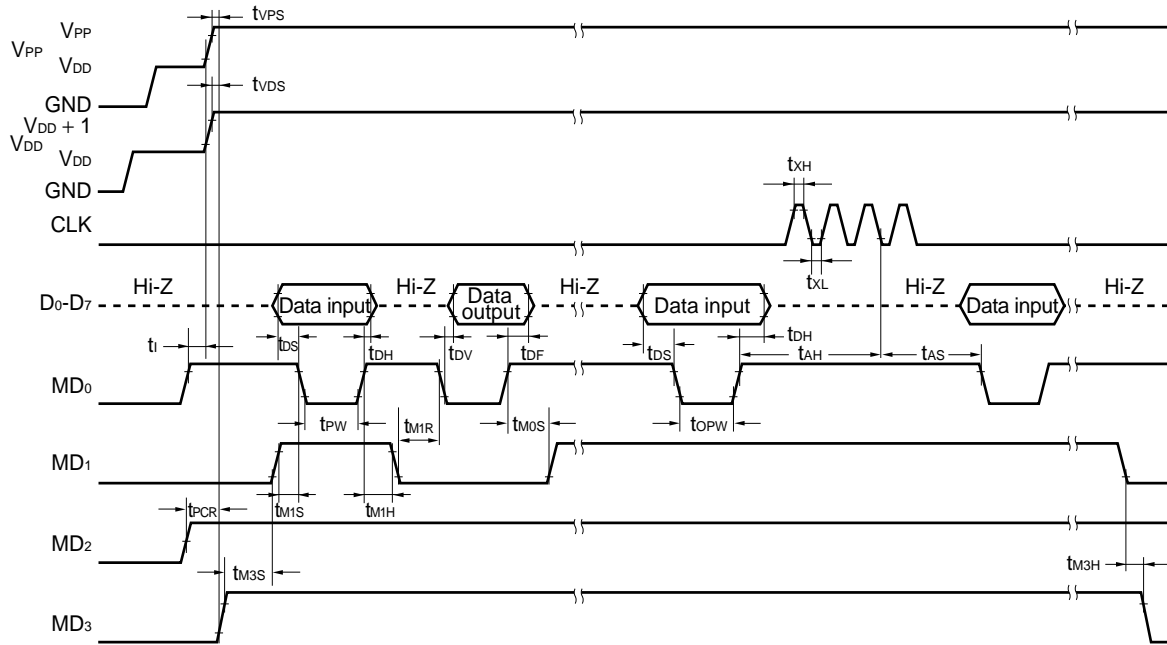 tVPS
VPP
VPP
VDD
GND
tVDS
VDD + 1
VDD
VDD
GND
CLK
tXH
tXL
D0-D7
Hi-Z
Data input
Hi-Z
Data output
Hi-Z
Data input
Hi-Z
Data input
Hi-Z
tI
tDS
tDH
tDV
tDF
tDS
tDH
tAH
tAS
MD0
tPW
tM1R
tM0S
tOPW
MD1
tPCR
tM1S
tM1H
MD2
tM3S
tM3H
MD3